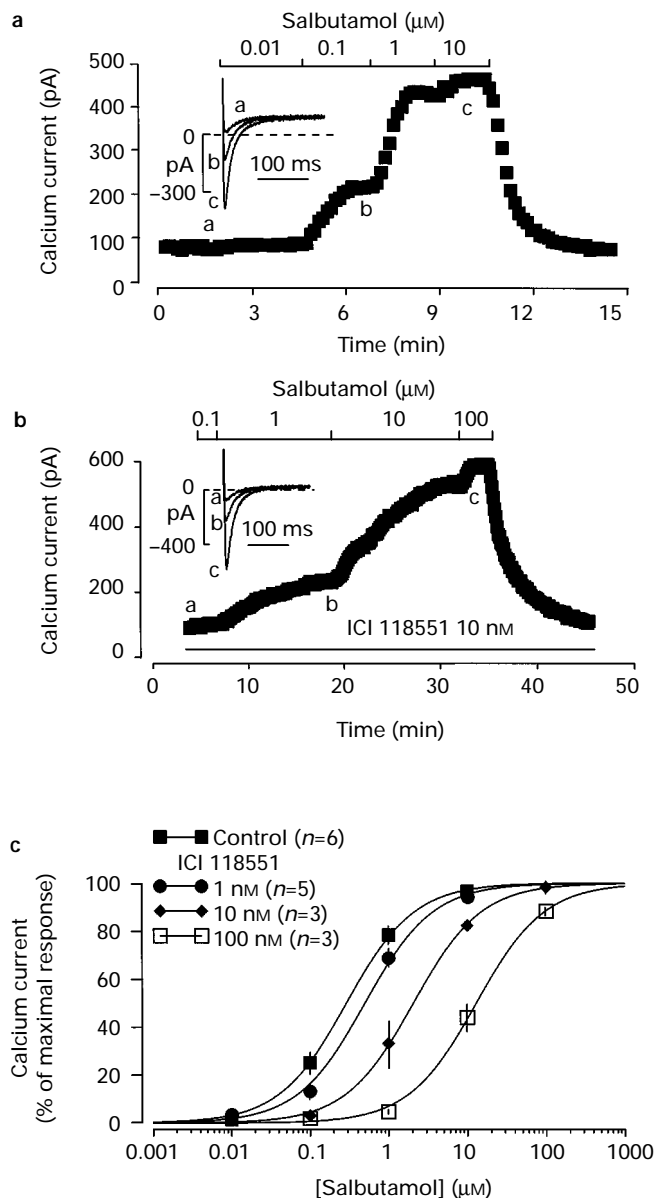 a
Salbutamol (μM)
0.01 0.1 1 10
Calcium current (pA)
500
400
300
200
100
0
0
pA
−300
a
b
c
100 ms
a
b
c
0 3 6 9 12 15
Time (min)
b
Salbutamol (μM)
0.1 1 10 100
Calcium current (pA)
600
400
200
0
0
pA
−400
a
b
c
100 ms
a
b
c
ICI 118551 10 nM
0 10 20 30 40 50
Time (min)
c
Control (n=6)
ICI 118551
1 nM (n=5)
10 nM (n=3)
100 nM (n=3)
Calcium current
(% of maximal response)
100
80
60
40
20
0
0.001 0.01 0.1 1 10 100 1000
[Salbutamol] (μM)